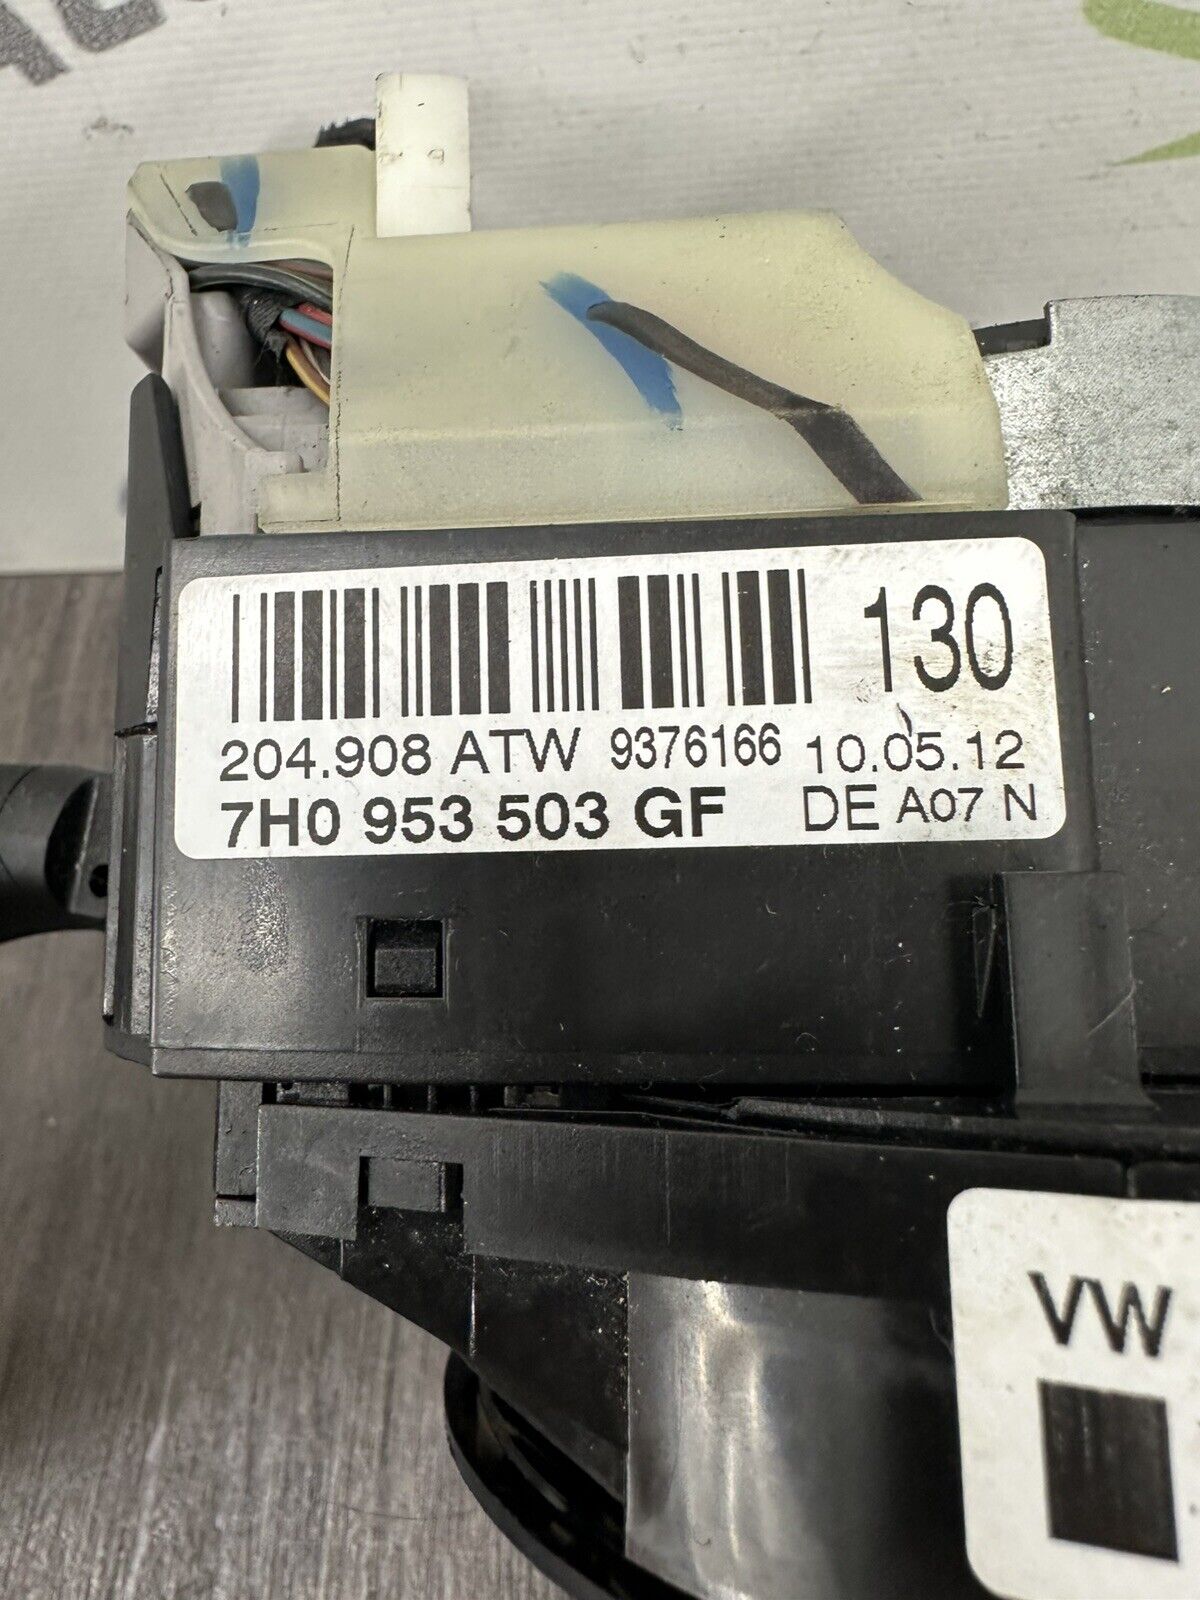 130
204.908 ATW 9376166 10.05.12
7H0 953 503 GF DE A07 N
VW